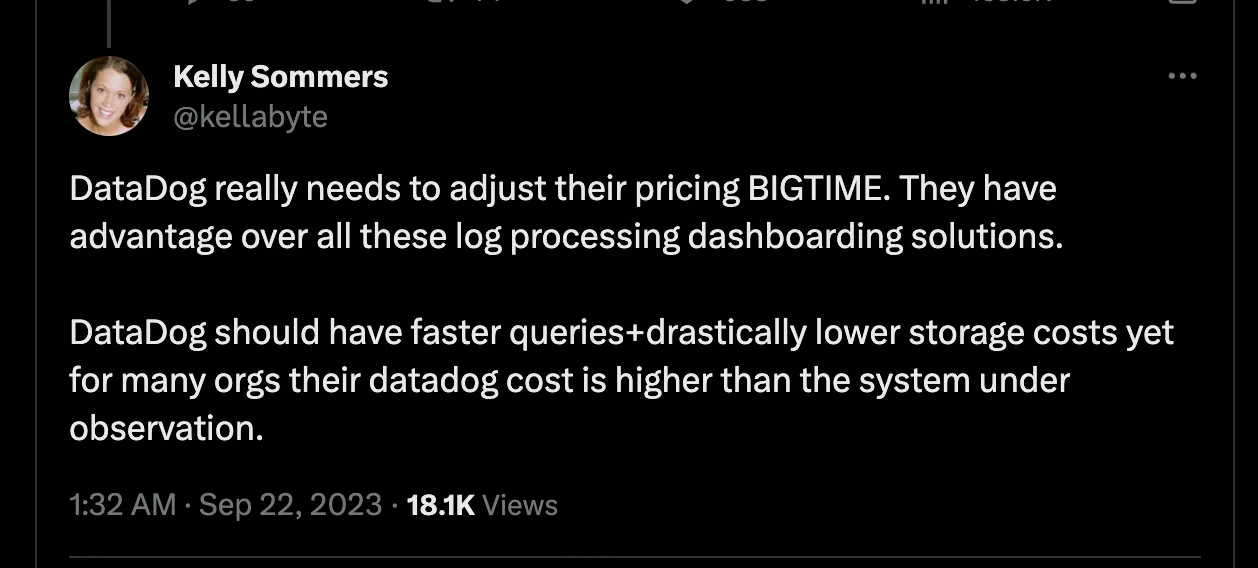 Kelly Sommers
@kellabyte
DataDog really needs to adjust their pricing BIGTIME. They have
advantage over all these log processing dashboarding solutions.
DataDog should have faster queries+drastically lower storage costs yet
for many orgs their datadog cost is higher than the system under
observation.
1:32 AM · Sep 22, 2023 · 18.1K Views